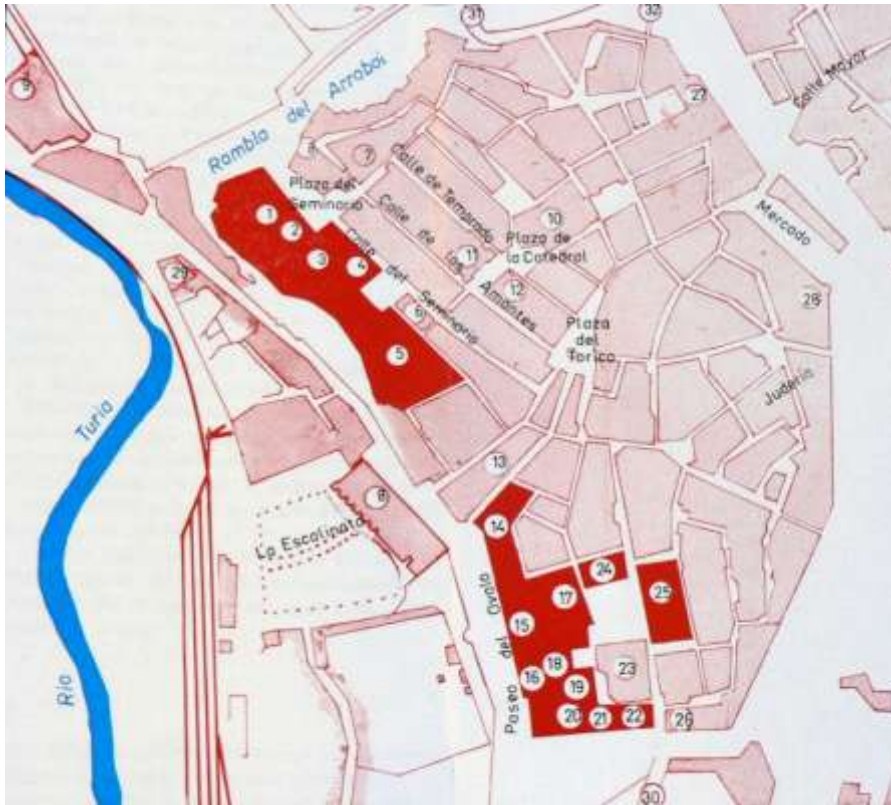 31
32
9
Calle Mayor
27
Rambla del Arrabal
7
Calle de Temprado
Plaza del
Seminario
Calle de los Amantes
Calle del Seminario
1
2
3
4
5
6
10
11
12
Plaza de
la Catedral
Mercado
29
28
Plaza
del
Torico
Judería
Río Turia
13
8
La Escalinata
14
Paseo del Ovalo
15
16
17
18
19
20
21
22
23
24
25
26
30